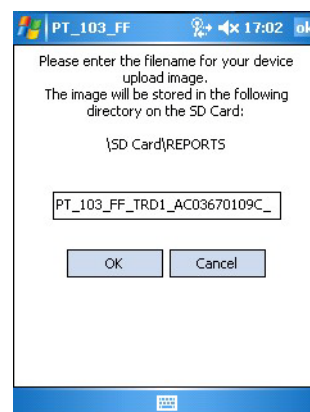 PT_103_FF 17:02 ok
Please enter the filename for your device
upload image.
The image will be stored in the following
directory on the SD Card:
\SD Card\REPORTS
PT_103_FF_TRD1_AC03670109C_
OK Cancel